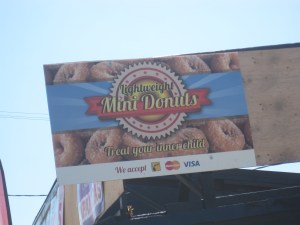 Lightweight
Mini Donuts
Treat your inner child
We accept VISA